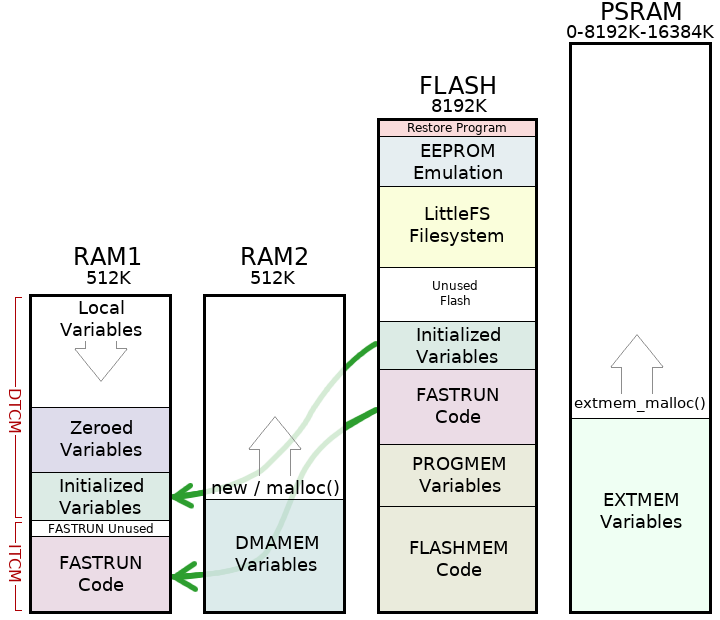 RAM1
512K
Local
Variables
Zeroed
Variables
Initialized
Variables
FASTRUN Unused
FASTRUN
Code
DTCM
ITCM
RAM2
512K
new / malloc()
DMAMEM
Variables
FLASH
8192K
Restore Program
EEPROM
Emulation
LittleFS
Filesystem
Unused
Flash
Initialized
Variables
FASTRUN
Code
PROGMEM
Variables
FLASHMEM
Code
PSRAM
0-8192K-16384K
extmem_malloc()
EXTMEM
Variables